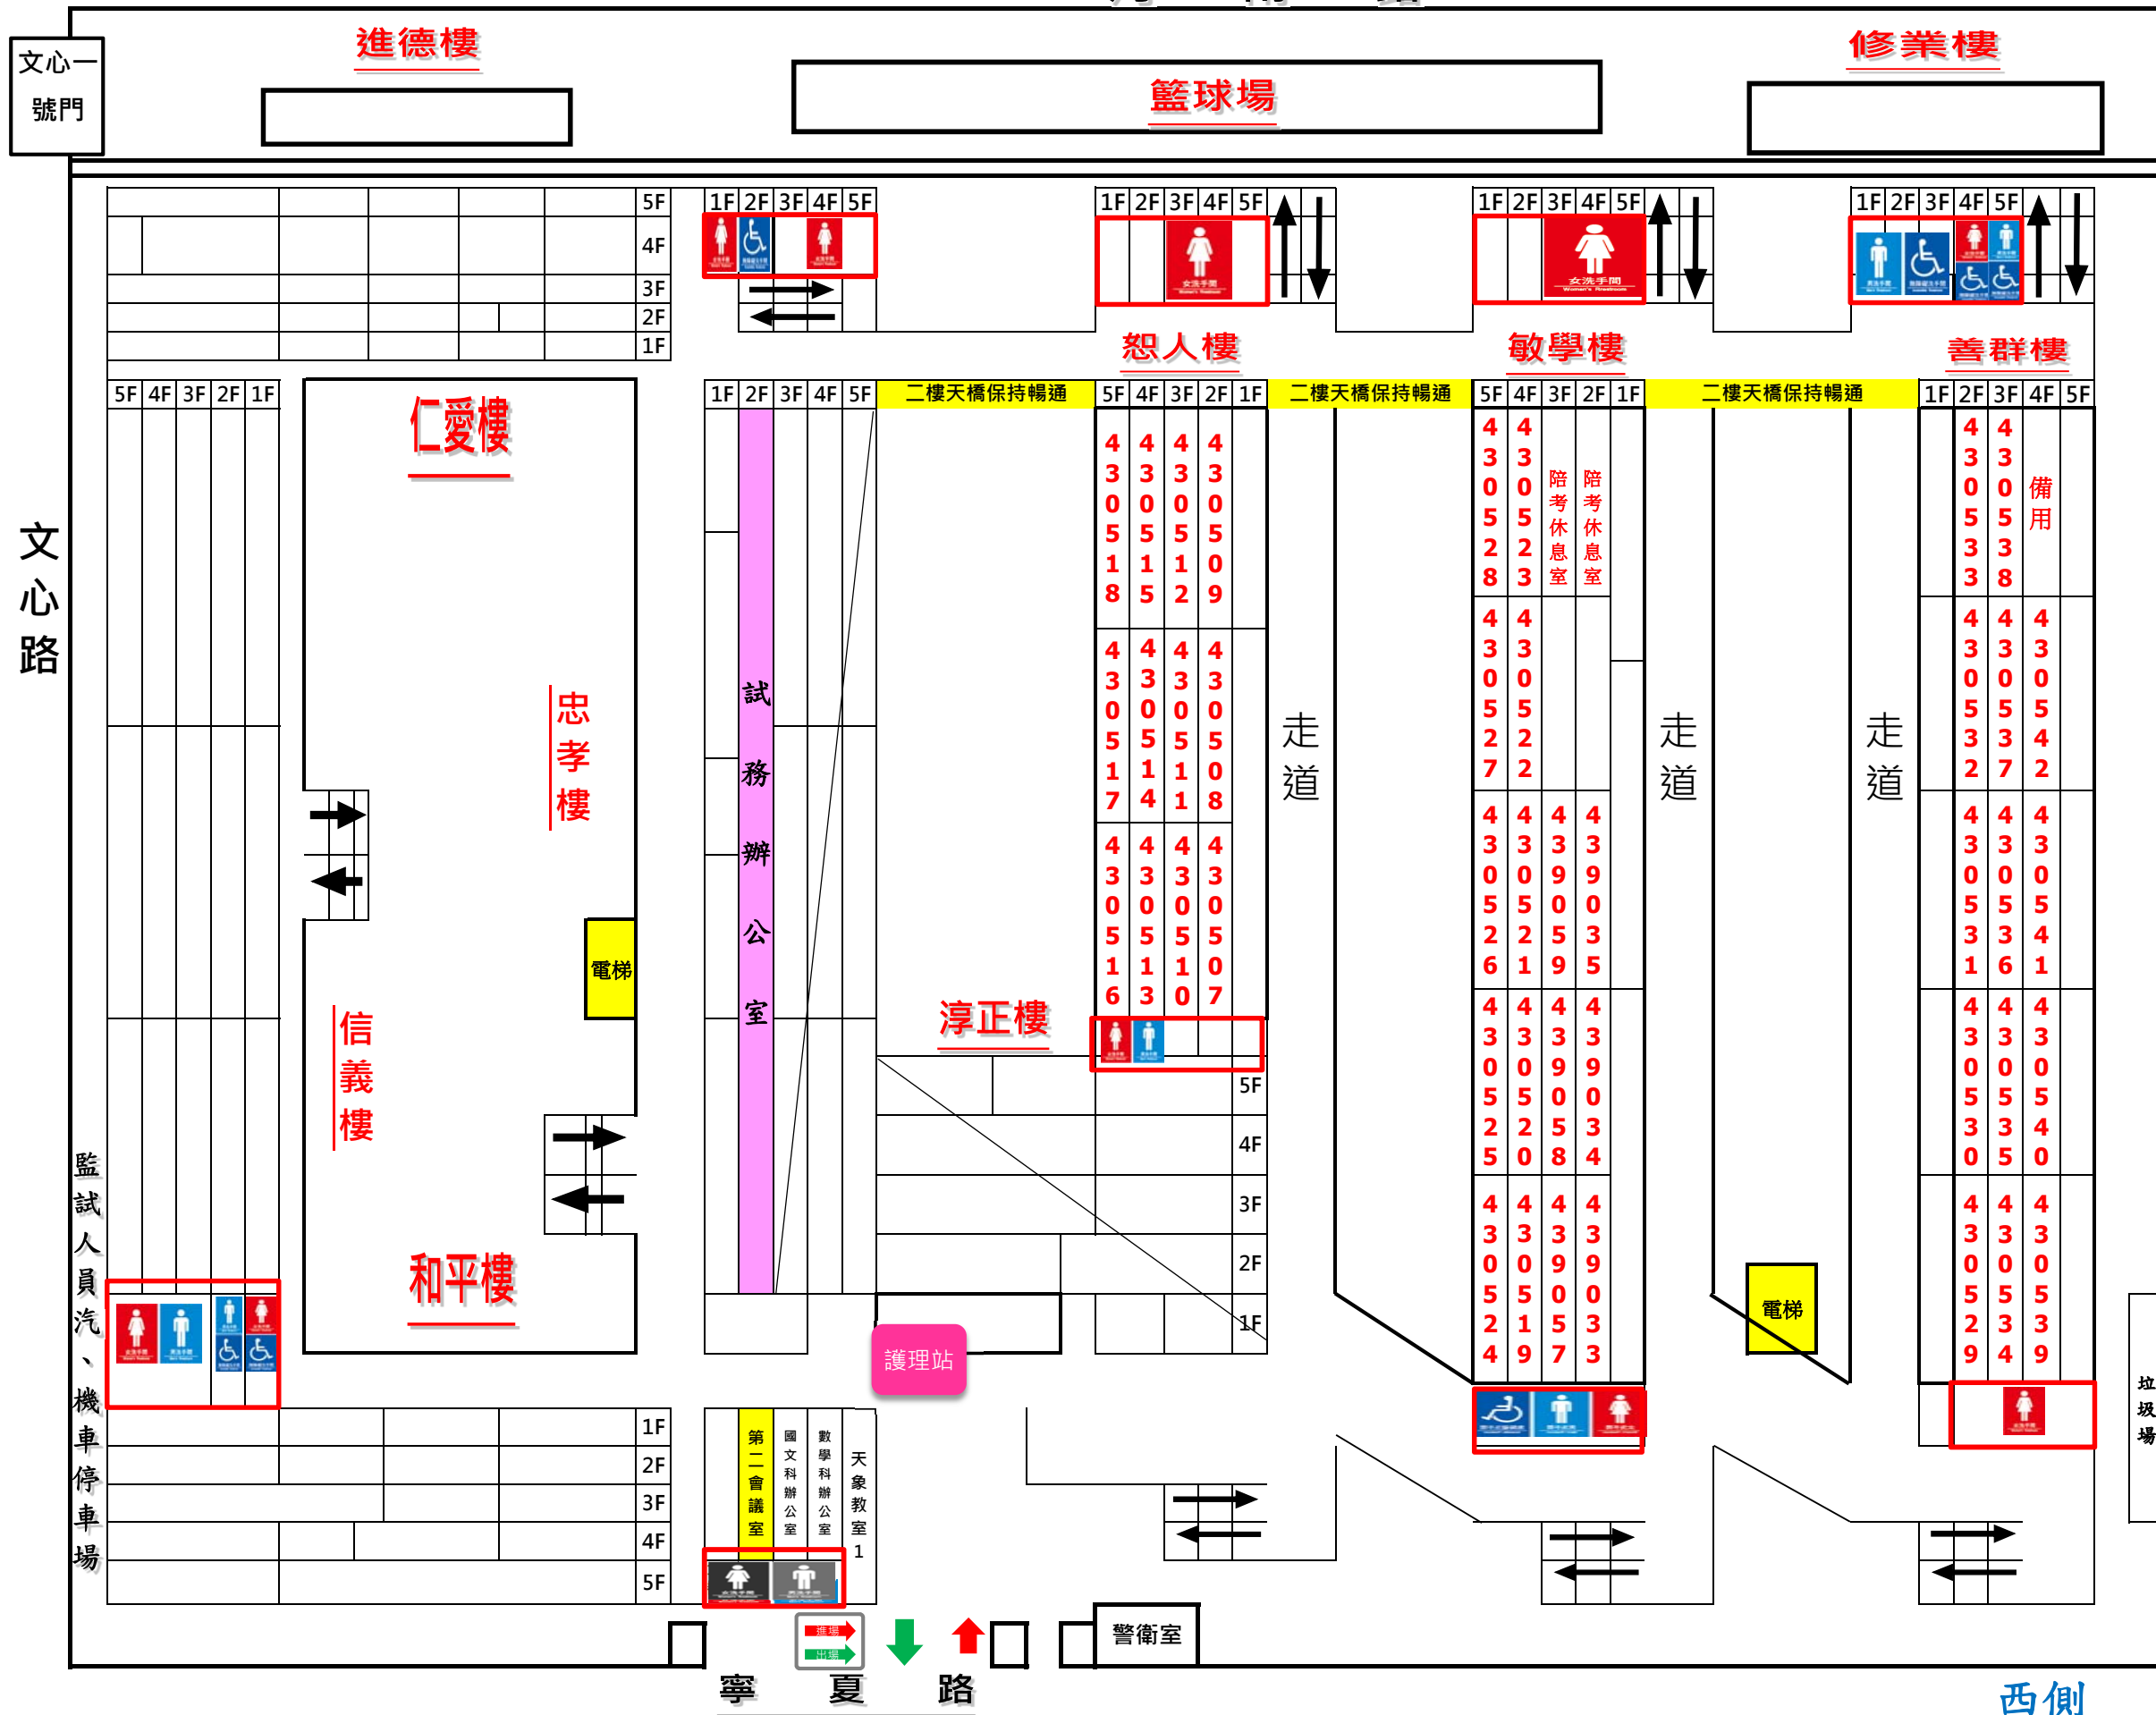 文心一
號門
進德樓
籃球場
修業樓
5F
4F
3F
2F
1F
1F 2F 3F 4F 5F
1F 2F 3F 4F 5F
1F 2F 3F 4F 5F
1F 2F 3F 4F 5F
女洗手間
女洗手間
恕人樓
敏學樓
善群樓
5F 4F 3F 2F 1F
仁愛樓
1F 2F 3F 4F 5F
二樓天橋保持暢通
5F 4F 3F 2F 1F
二樓天橋保持暢通
5F 4F 3F 2F 1F
二樓天橋保持暢通
1F 2F 3F 4F 5F
文心路
忠孝樓
信義樓
和平樓
電梯
試務辦公室
淳正樓
430518
430515
430512
430509
430517
430514
430511
430508
430516
430513
430510
430507
走道
430528
430523
陪考休息室
陪考休息室
430527
430522
430526
430521
439059
439035
430525
430520
439058
439034
430524
430519
439057
439033
走道
走道
430533
430538
備用
430532
430537
430542
430531
430536
430541
430530
430535
430540
430529
430534
430539
5F
4F
3F
2F
1F
電梯
護理站
監試人員汽、機車停車場
垃圾場
1F
2F
3F
4F
5F
第二會議室
國文科辦公室
數學科辦公室
天象教室1
進場
出場
警衛室
寧夏路
西側